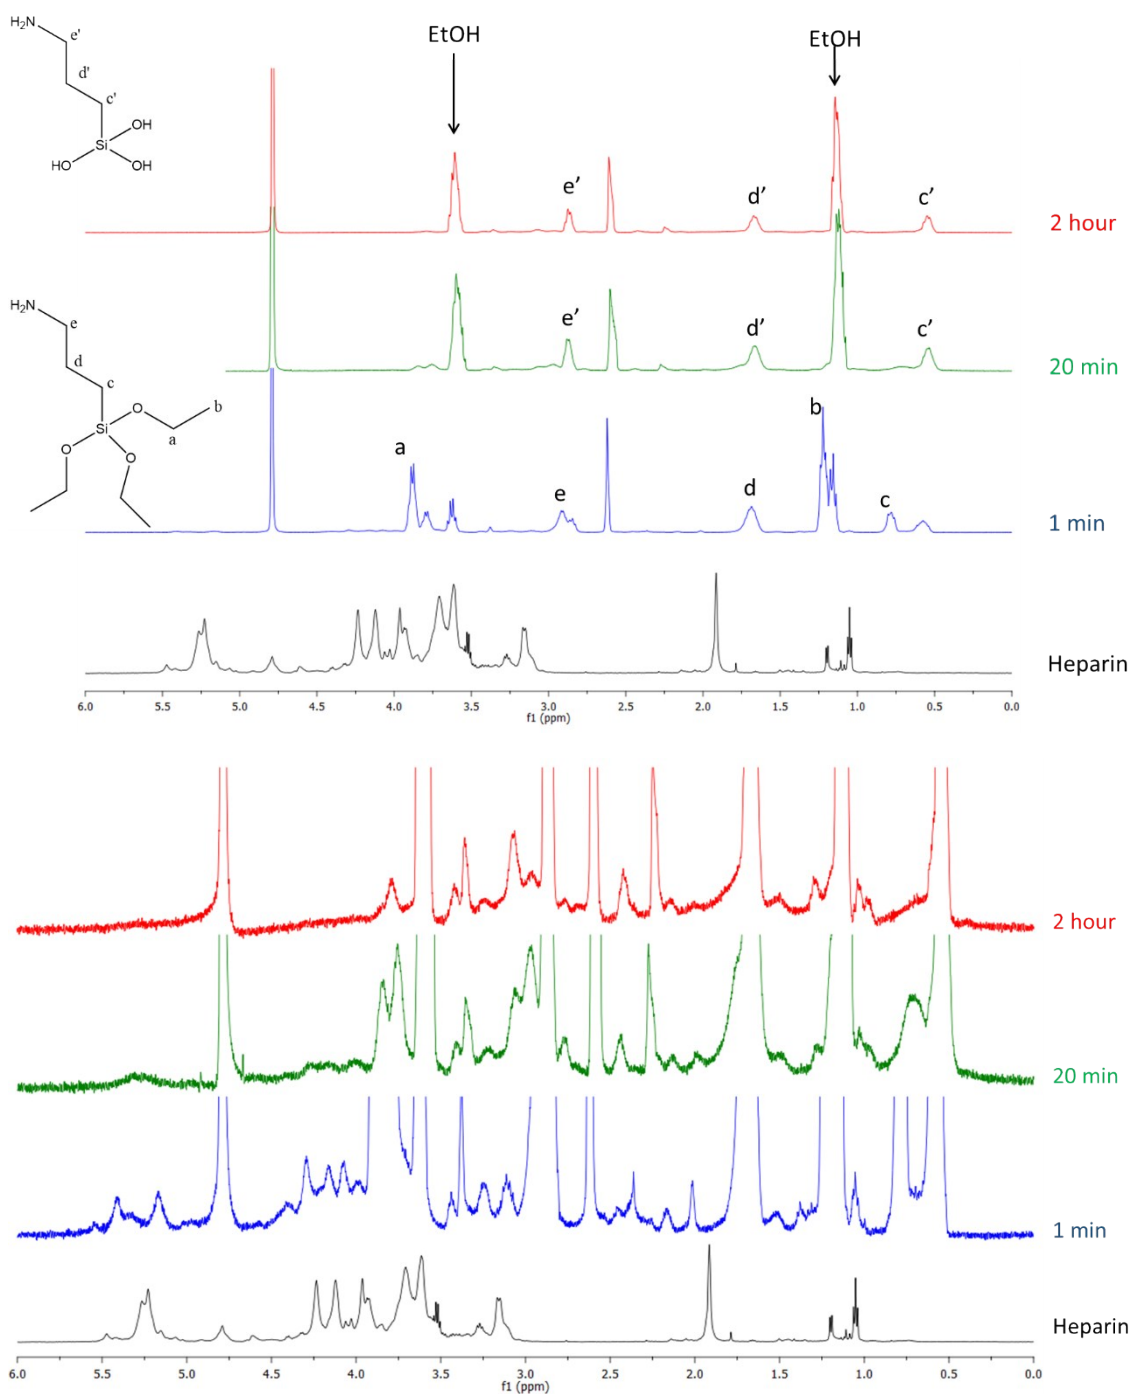 H₂N
e'
d'
c'
Si
OH
HO
OH
EtOH
EtOH
e’
d’
c’
2 hour
H₂N
e
d
c
b
Si
O
a
O
O
e’
d’
c’
20 min
a
e
d
b
c
1 min
Heparin
6.0 5.5 5.0 4.5 4.0 3.5 3.0 2.5 2.0 1.5 1.0 0.5 0.0
f1 (ppm)
2 hour
20 min
1 min
Heparin
6.0 5.5 5.0 4.5 4.0 3.5 3.0 2.5 2.0 1.5 1.0 0.5 0.0
f1 (ppm)